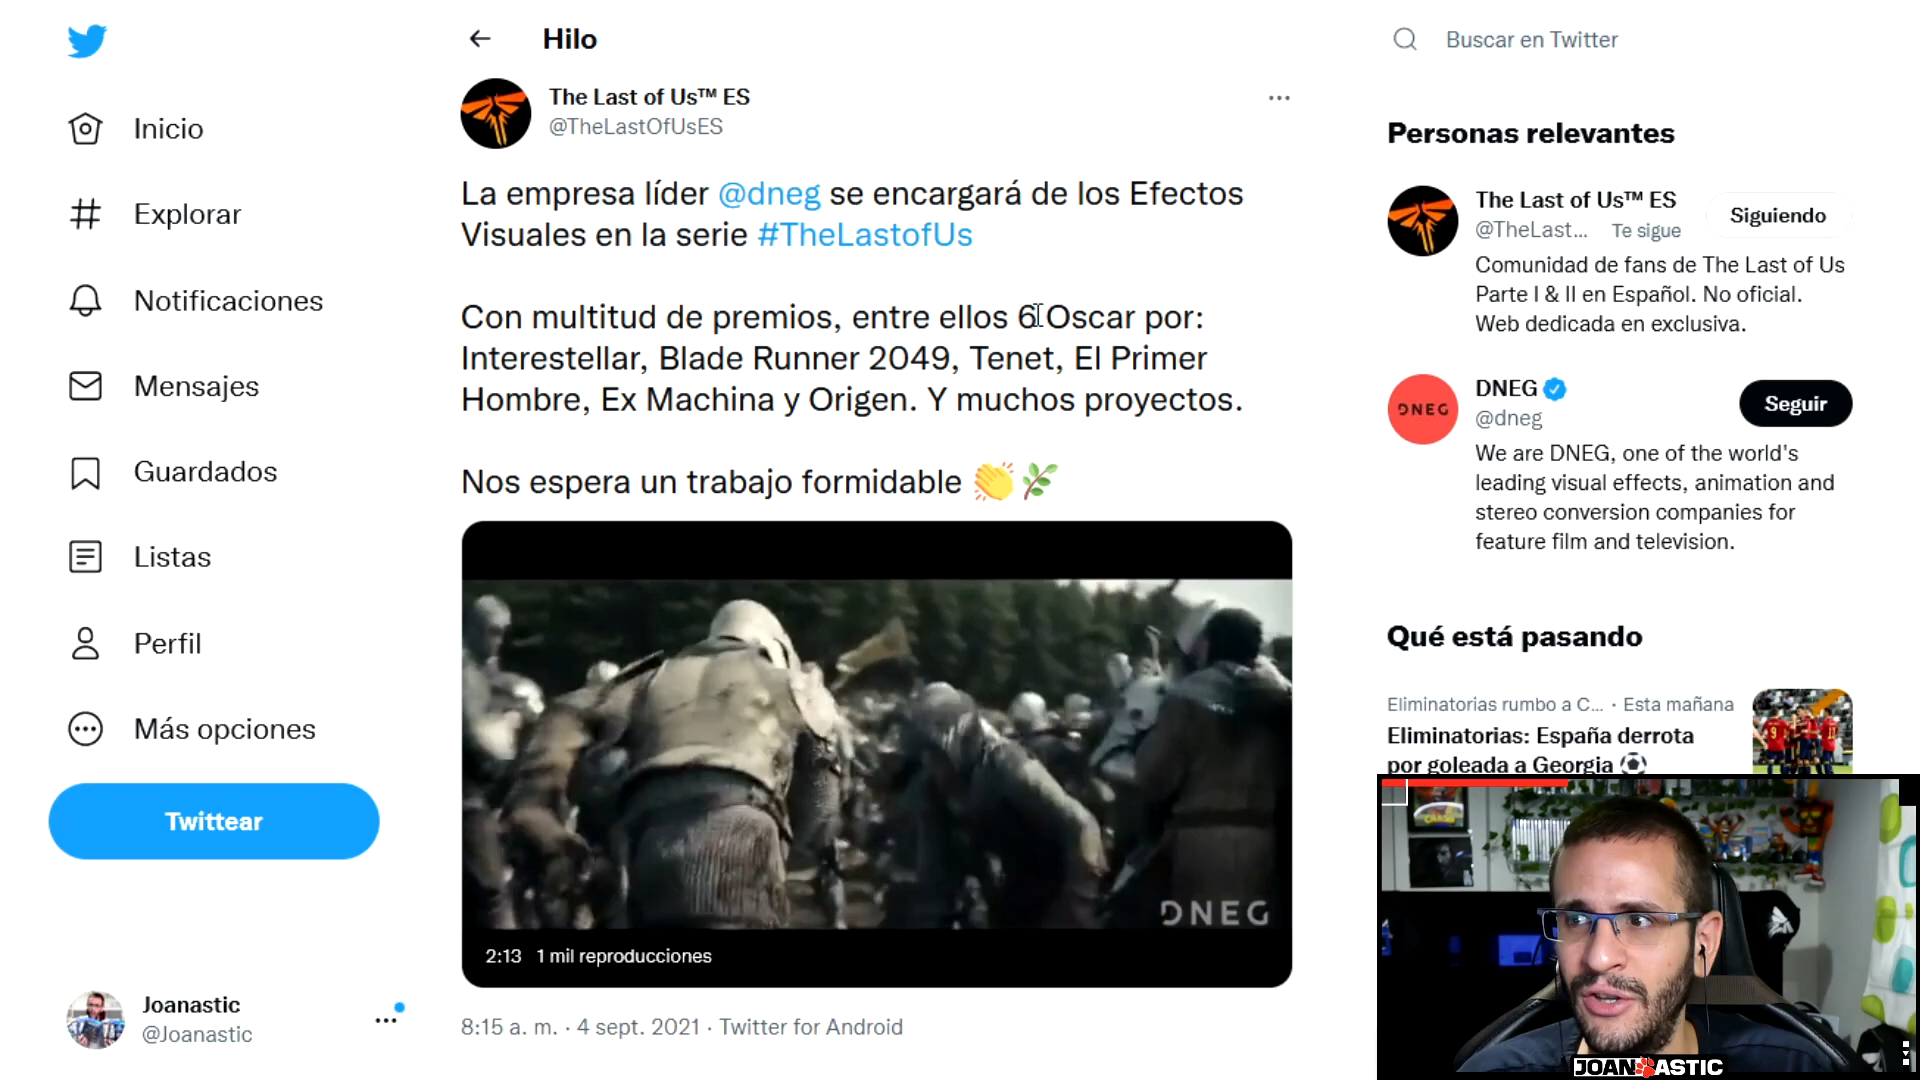 Inicio
Explorar
Notificaciones
Mensajes
Guardados
Listas
Perfil
Más opciones
Twittear
Joanastic
@Joanastic
Hilo
The Last of Us™ ES
@TheLastOfUsES
La empresa líder @dneg se encargará de los Efectos
Visuales en la serie #TheLastofUs
Con multitud de premios, entre ellos 6 Oscar por:
Interestellar, Blade Runner 2049, Tenet, El Primer
Hombre, Ex Machina y Origen. Y muchos proyectos.
Nos espera un trabajo formidable 👏🌿
DNEG
2:13 1 mil reproducciones
8:15 a. m. · 4 sept. 2021 · Twitter for Android
Buscar en Twitter
Personas relevantes
The Last of Us™ ES
@TheLast... Te sigue
Siguiendo
Comunidad de fans de The Last of Us
Parte I & II en Español. No oficial.
Web dedicada en exclusiva.
DNEG
DNEG
@dneg
Seguir
We are DNEG, one of the world's
leading visual effects, animation and
stereo conversion companies for
feature film and television.
Qué está pasando
Eliminatorias rumbo a C... · Esta mañana
Eliminatorias: España derrota
por goleada a Georgia ⚽
JOANASTIC